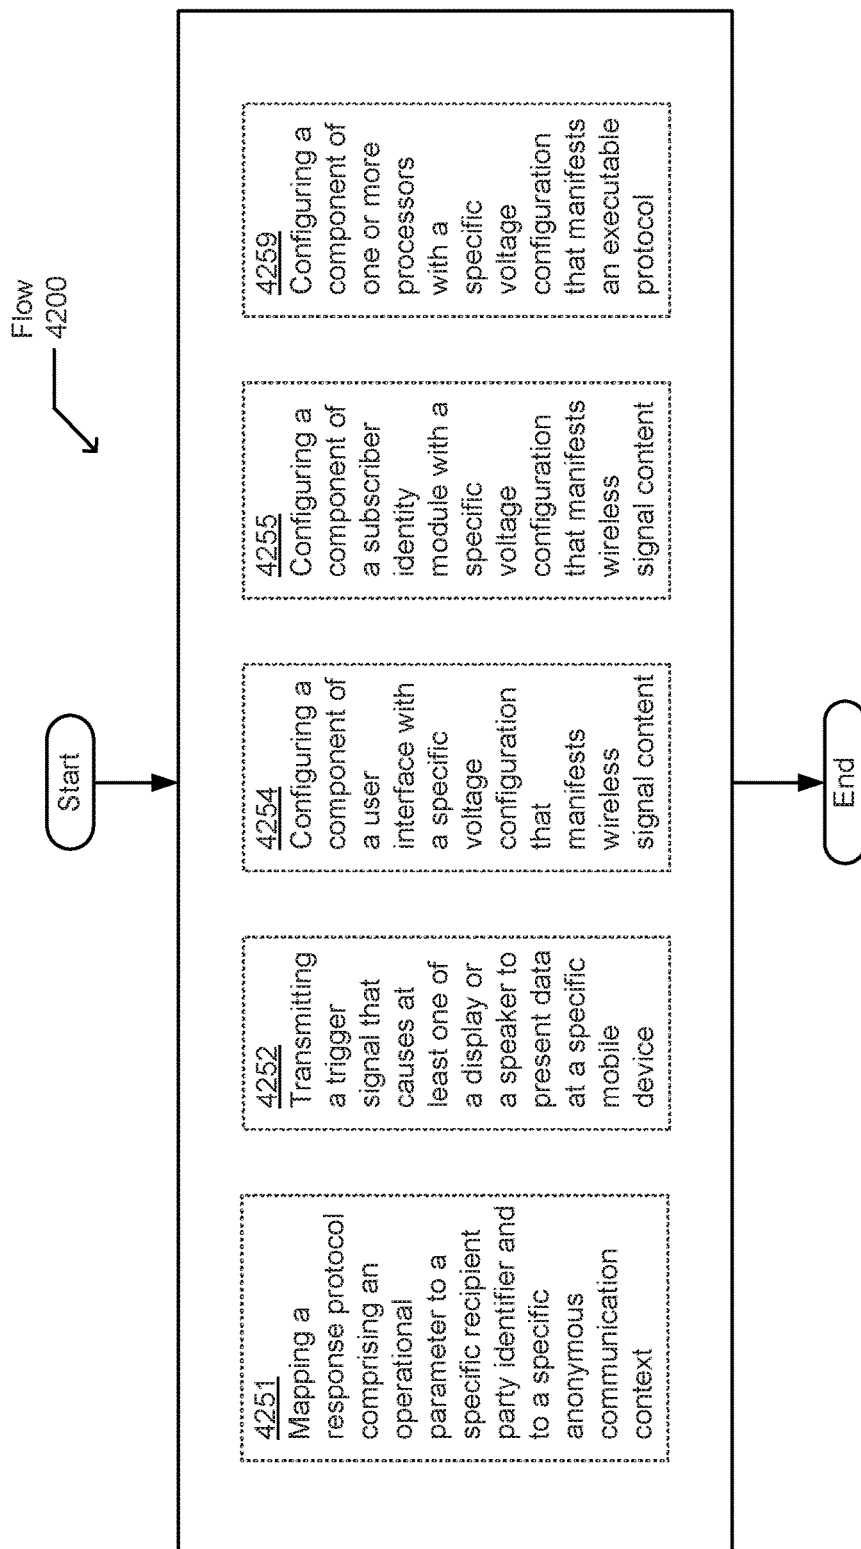 Flow
4200
Start
4251
Mapping a
response protocol
comprising an
operational
parameter to a
specific recipient
party identifier and
to a specific
anonymous
communication
context
4252
Transmitting
a trigger
signal that
causes at
least one of
a display or
a speaker to
present data
at a specific
mobile
device
4254
Configuring a
component of
a user
interface with
a specific
voltage
configuration
that
manifests
wireless
signal content
4255
Configuring a
component of
a subscriber
identity
module with a
specific
voltage
configuration
that manifests
wireless
signal content
4259
Configuring a
component of
one or more
processors
with a
specific
voltage
configuration
that manifests
an executable
protocol
End